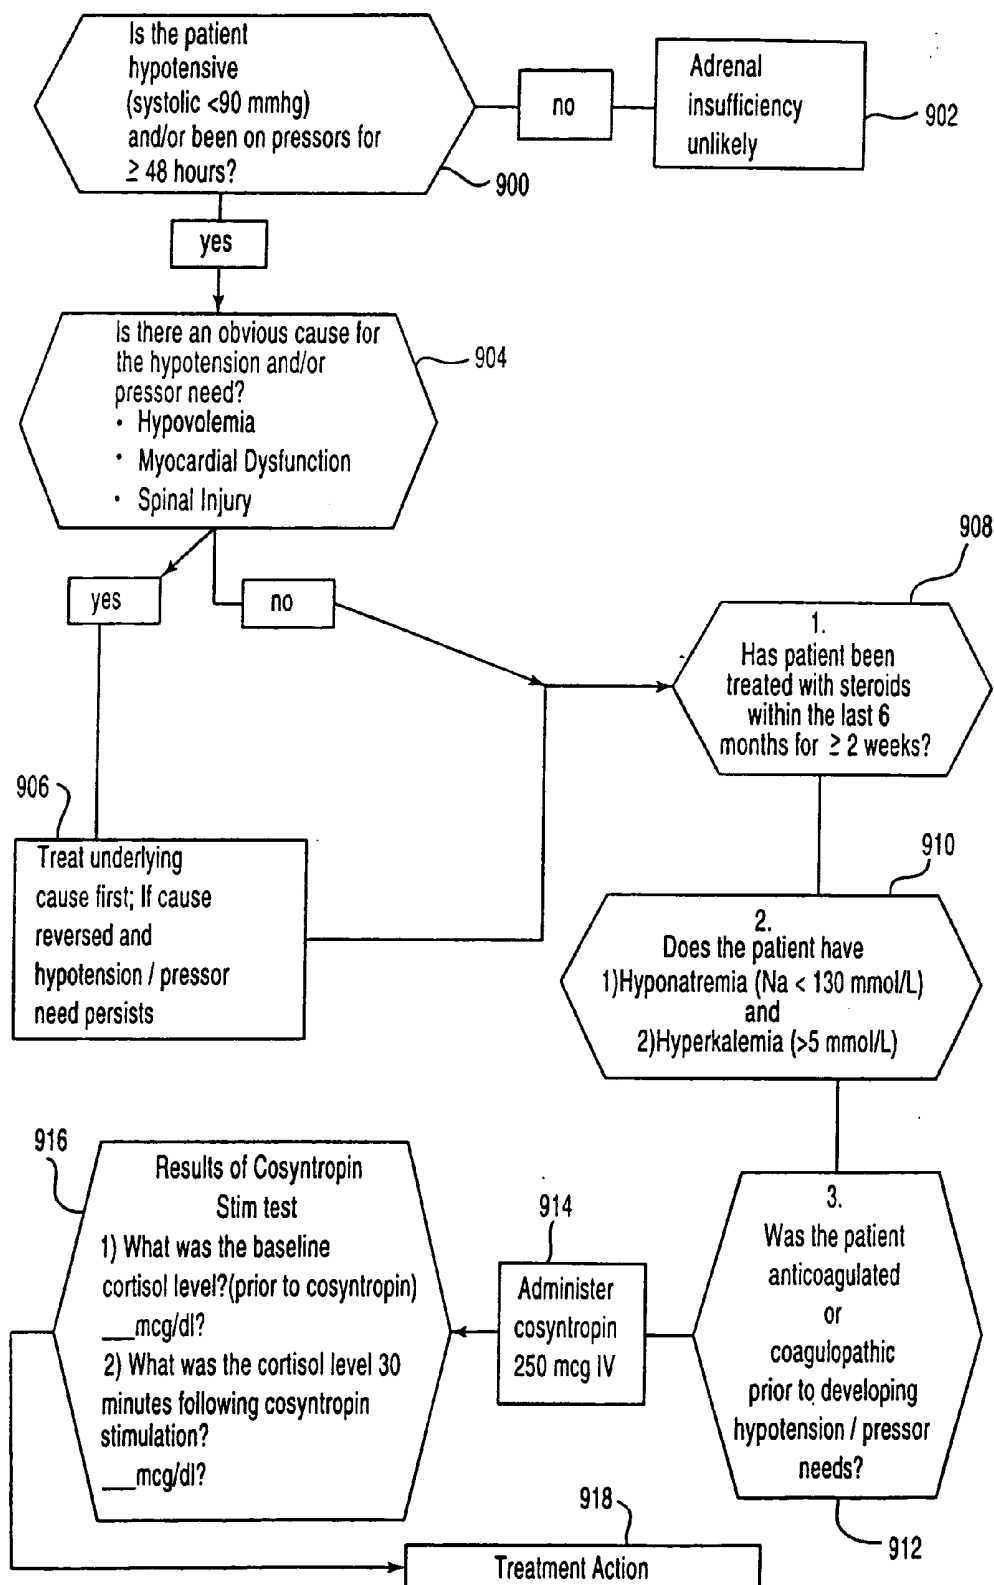 Is the patient
hypotensive
(systolic <90 mmhg)
and/or been on pressors for
≥ 48 hours?
900
no
Adrenal
insufficiency
unlikely
902
yes
Is there an obvious cause for
the hypotension and/or
pressor need?
• Hypovolemia
• Myocardial Dysfunction
• Spinal Injury
904
yes
no
906
Treat underlying
cause first; If cause
reversed and
hypotension / pressor
need persists
908
1.
Has patient been
treated with steroids
within the last 6
months for ≥ 2 weeks?
910
2.
Does the patient have
1)Hyponatremia (Na < 130 mmol/L)
and
2)Hyperkalemia (>5 mmol/L)
3.
Was the patient
anticoagulated
or
coagulopathic
prior to developing
hypotension / pressor
needs?
912
914
Administer
cosyntropin
250 mcg IV
916
Results of Cosyntropin
Stim test
1) What was the baseline
cortisol level?(prior to cosyntropin)
___mcg/dl?
2) What was the cortisol level 30
minutes following cosyntropin
stimulation?
___mcg/dl?
918
Treatment Action